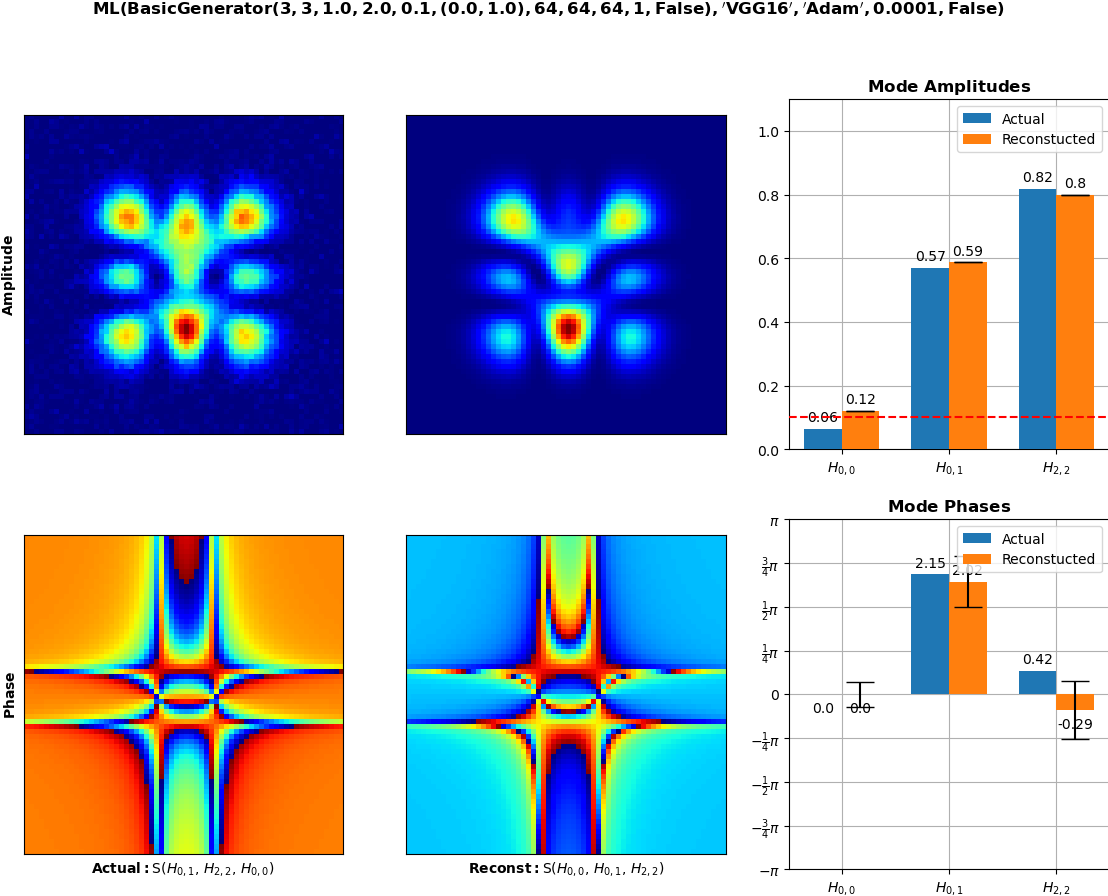 ML(BasicGenerator(3, 3, 1.0, 2.0, 0.1, (0.0, 1.0), 64, 64, 64, 1, False), ′VGG16′, ′Adam′, 0.0001, False)
Amplitude
Mode Amplitudes
Actual
Reconstucted
1.0
0.8
0.6
0.4
0.2
0.0
0.06
0.12
0.57
0.59
0.82
0.8
H0,0
H0,1
H2,2
Phase
Actual: S(H0,1, H2,2, H0,0)
Reconst: S(H0,0, H0,1, H2,2)
Mode Phases
Actual
Reconstucted
π
3/4π
1/2π
1/4π
0
−1/4π
−1/2π
−3/4π
−π
0.0
0.0
2.15
2.02
0.42
-0.29
H0,0
H0,1
H2,2